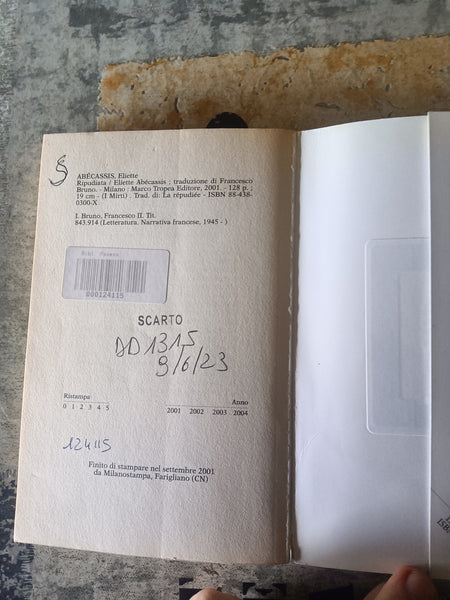 ABÉCASSIS, Eliette
Ripudiata / Eliette Abécassis ; traduzione di Francesco
Bruno. - Milano : Marco Tropea Editore, 2001. - 128 p. ;
19 cm - (I Mirti) . Trad. di: La répudiée - ISBN 88-438-
0300-X
I. Bruno, Francesco II. Tit.
843.914 (Letteratura. Narrativa francese, 1945 - )
Bibl.
000124115
SCARTO
DD 1315
9/6/23
Ristampa
Anno
0 1 2 3 4 5
2001 2002 2003 2004
124115
Finito di stampare nel settembre 2001
da Milanostampa, Farigliano (CN)